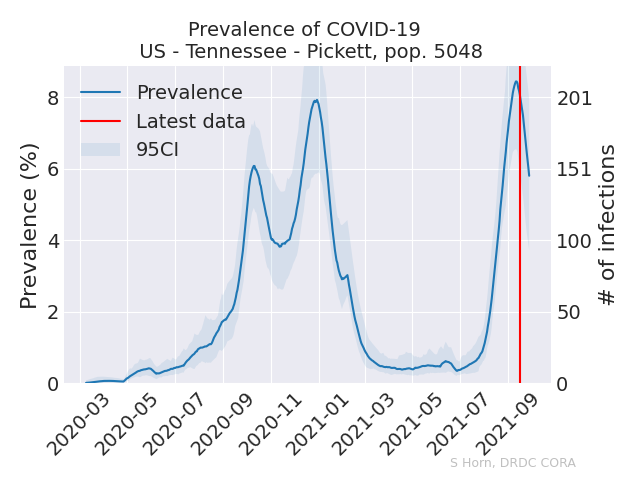 Prevalence of COVID-19
US - Tennessee - Pickett, pop. 5048
Prevalence
Latest data
95CI
Prevalence (%)
8
6
4
2
0
201
151
100
50
0
# of infections
2020-03
2020-05
2020-07
2020-09
2020-11
2021-01
2021-03
2021-05
2021-07
2021-09
S Horn, DRDC CORA